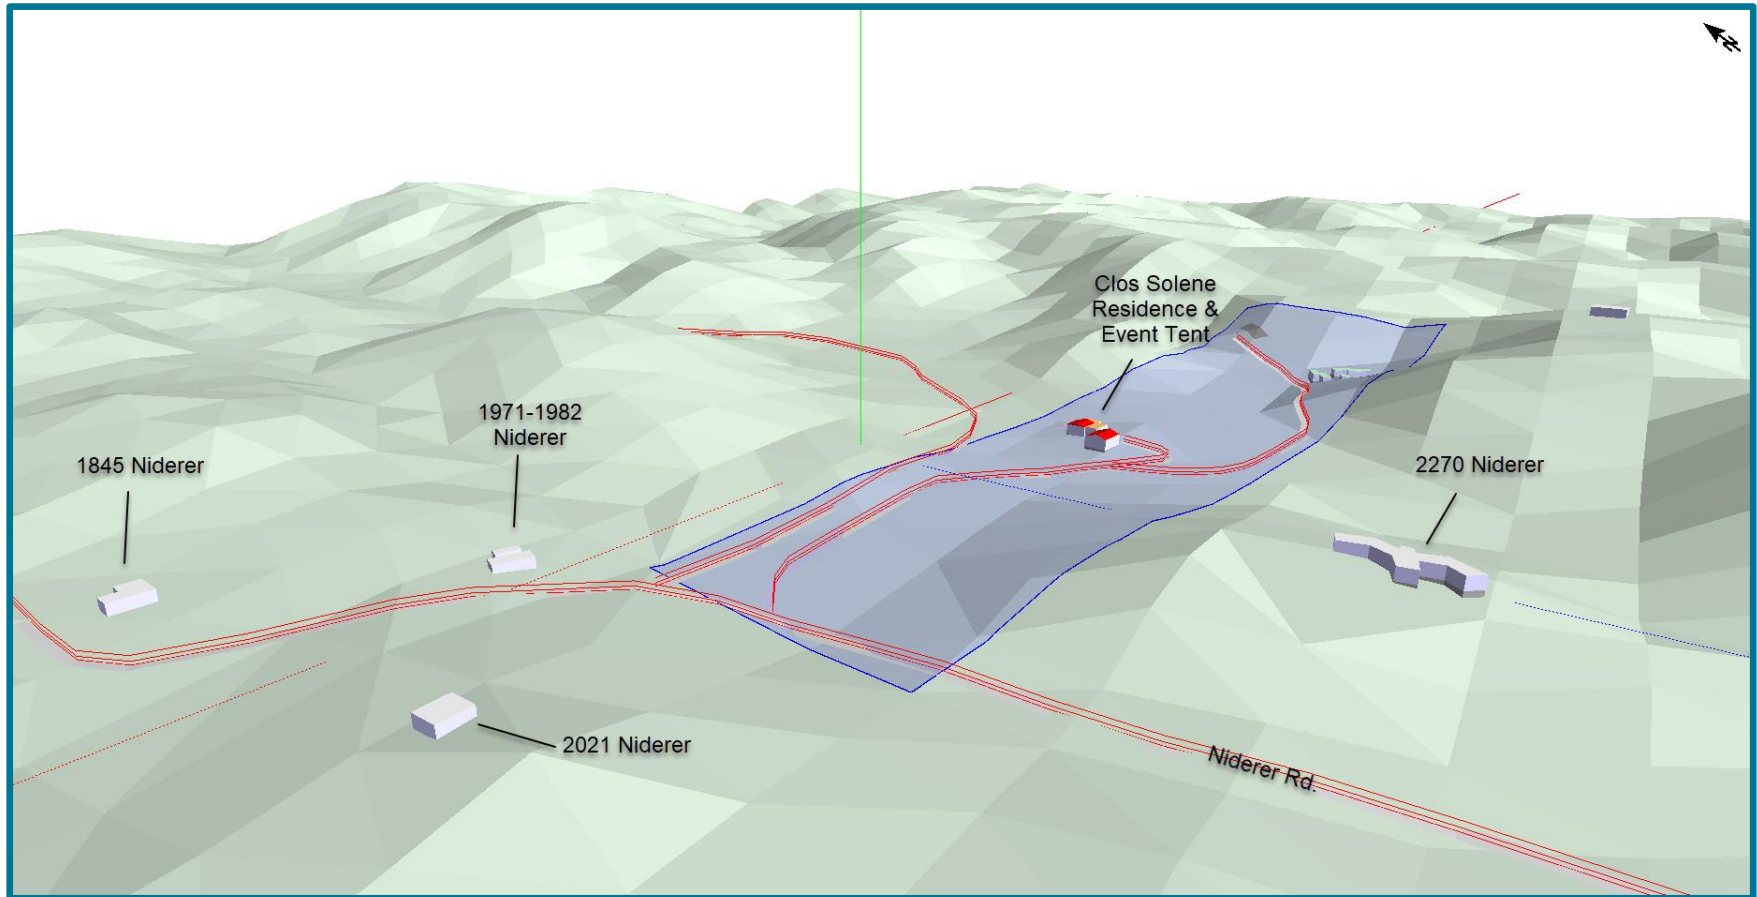 N
Clos Solene
Residence &
Event Tent
1971-1982
Niderer
1845 Niderer
2270 Niderer
2021 Niderer
Niderer Rd.